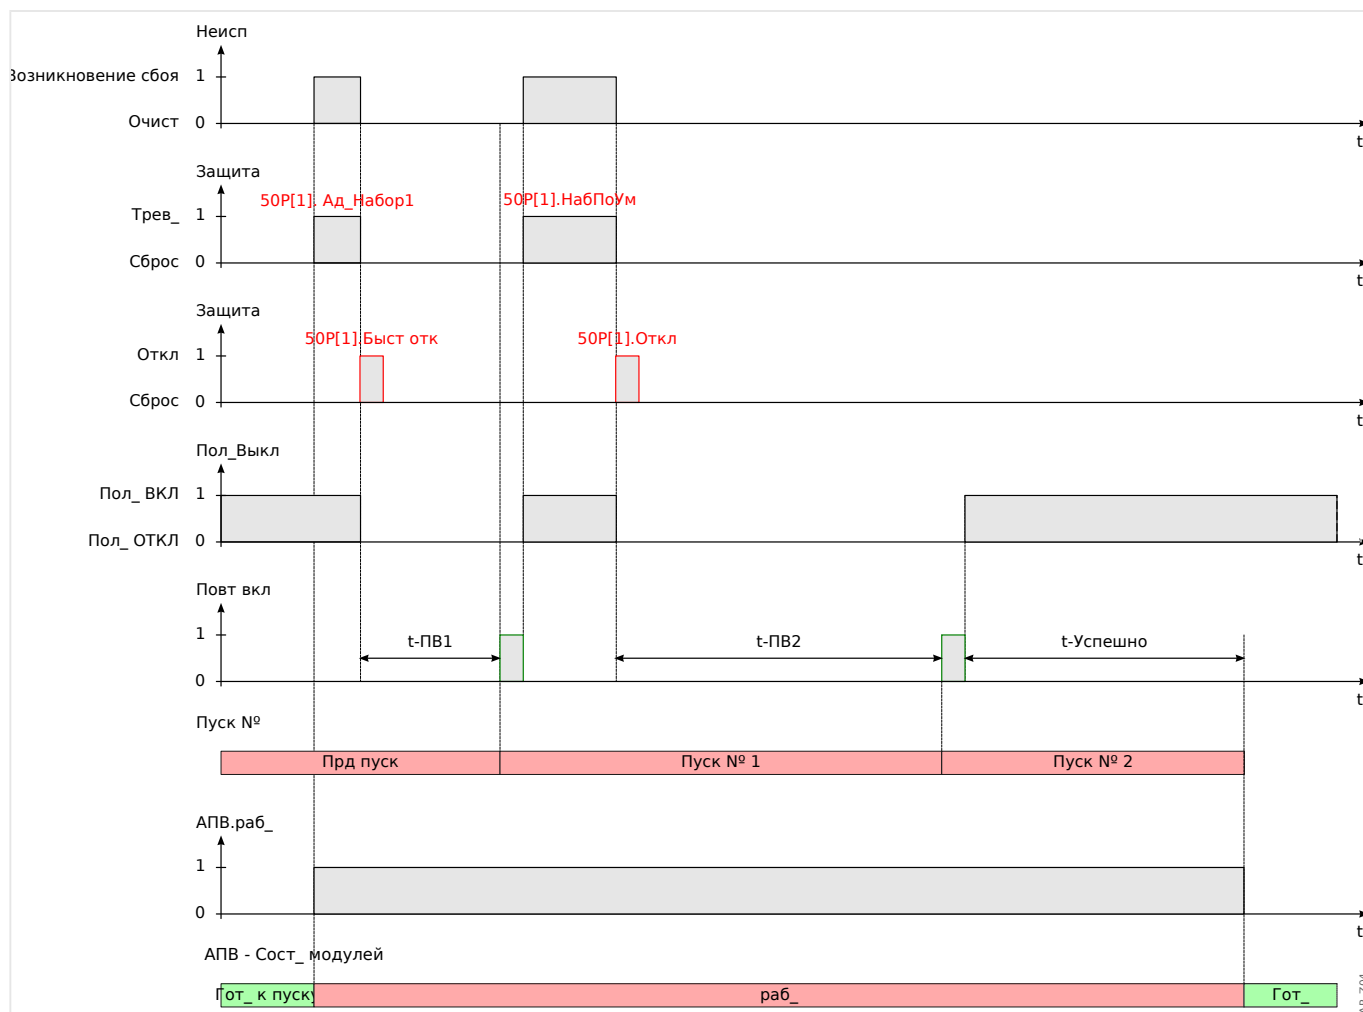 Неисп
Возникновение сбоя 1
Очист 0
t
Защита
50P[1]. Ад_Набор1 50P[1].НабПоУм
Трев_ 1
Сброс 0
t
Защита
50P[1].Быст отк 50P[1].Откл
Откл 1
Сброс 0
t
Пол_Выкл
Пол_ ВКЛ 1
Пол_ ОТКЛ 0
t
Повт вкл
1 t-ПВ1 t-ПВ2 t-Успешно
0
t
Пуск №
Прд пуск Пуск № 1 Пуск № 2
АПВ.раб_
1
0
t
АПВ - Сост_ модулей
Гот_ к пуску раб_ Гот_